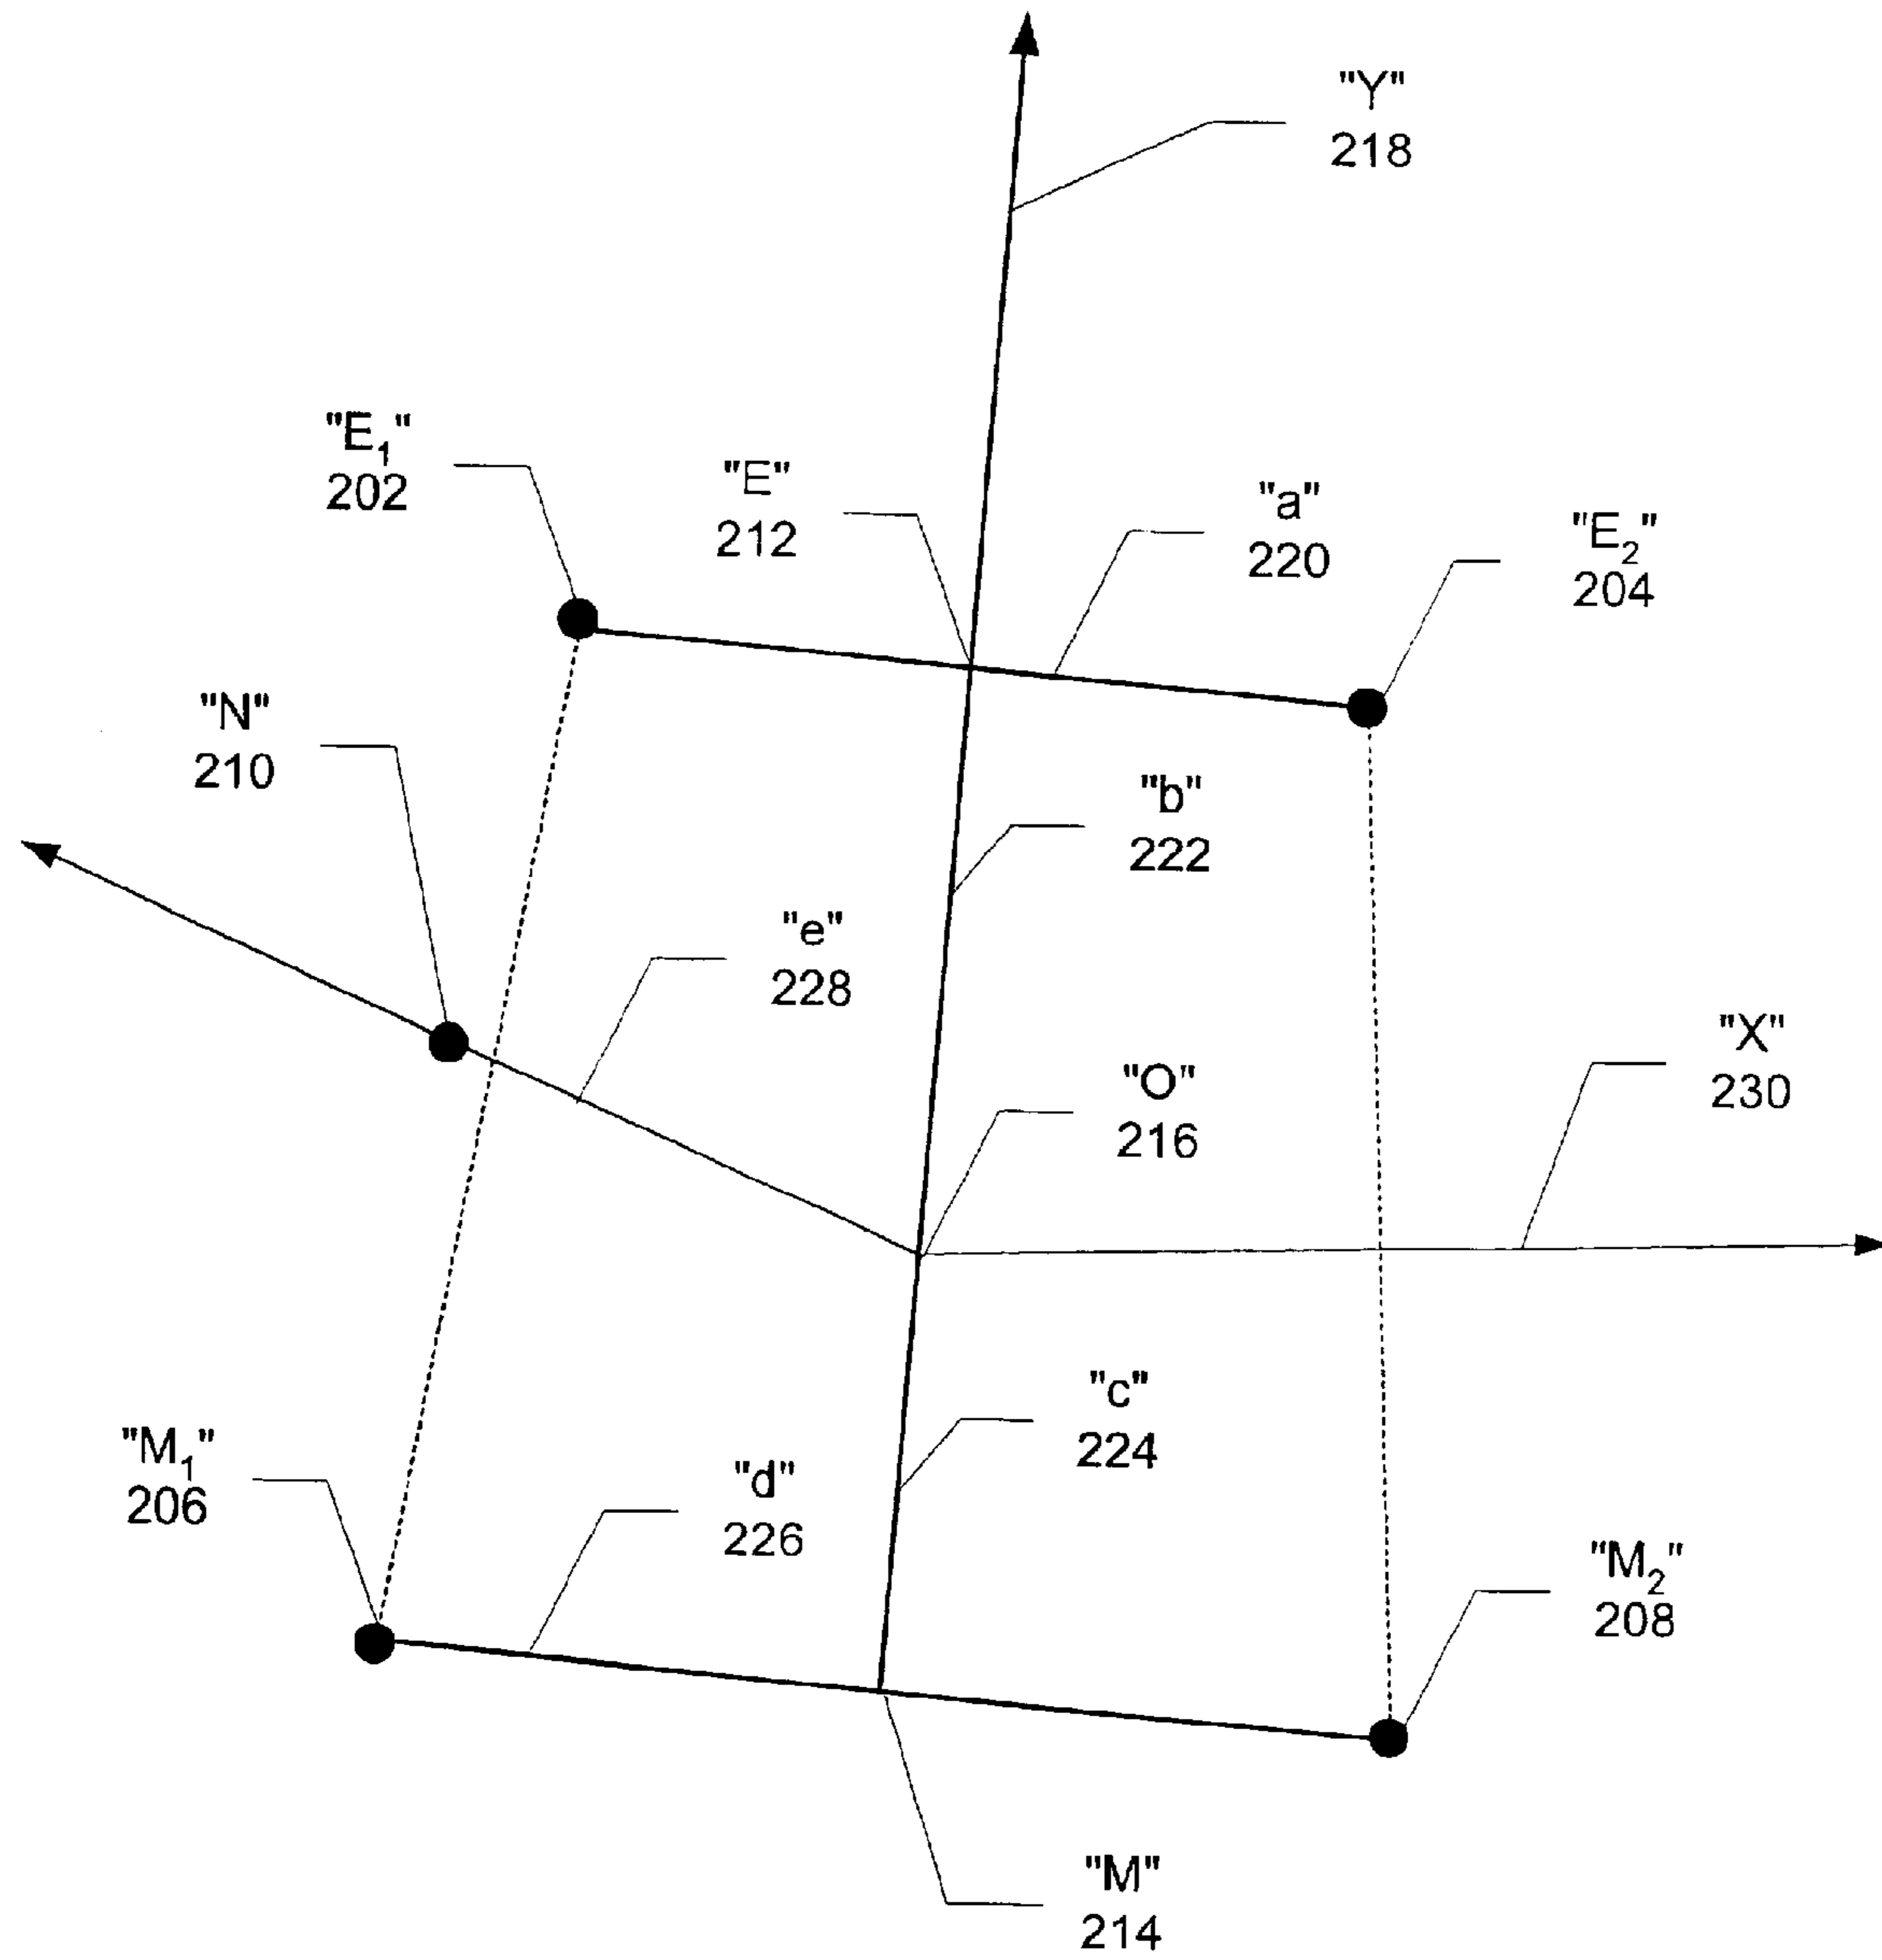 "Y"
218
"E₁"
202
"E"
212
"a"
220
"E₂"
204
"N"
210
"b"
222
"e"
228
"O"
216
"X"
230
"c"
224
"M₁"
206
"d"
226
"M₂"
208
"M"
214